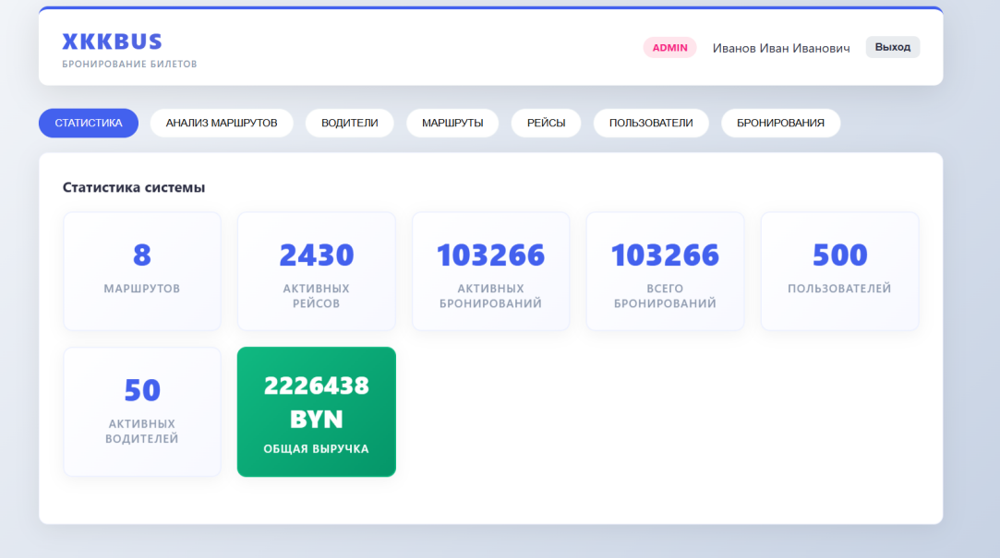 XKKBUS
БРОНИРОВАНИЕ БИЛЕТОВ
ADMIN
Иванов Иван Иванович
Выход
СТАТИСТИКА
АНАЛИЗ МАРШРУТОВ
ВОДИТЕЛИ
МАРШРУТЫ
РЕЙСЫ
ПОЛЬЗОВАТЕЛИ
БРОНИРОВАНИЯ
Статистика системы
8
МАРШРУТОВ
2430
АКТИВНЫХ
РЕЙСОВ
103266
АКТИВНЫХ
БРОНИРОВАНИЙ
103266
ВСЕГО
БРОНИРОВАНИЙ
500
ПОЛЬЗОВАТЕЛЕЙ
50
АКТИВНЫХ
ВОДИТЕЛЕЙ
2226438
BYN
ОБЩАЯ ВЫРУЧКА